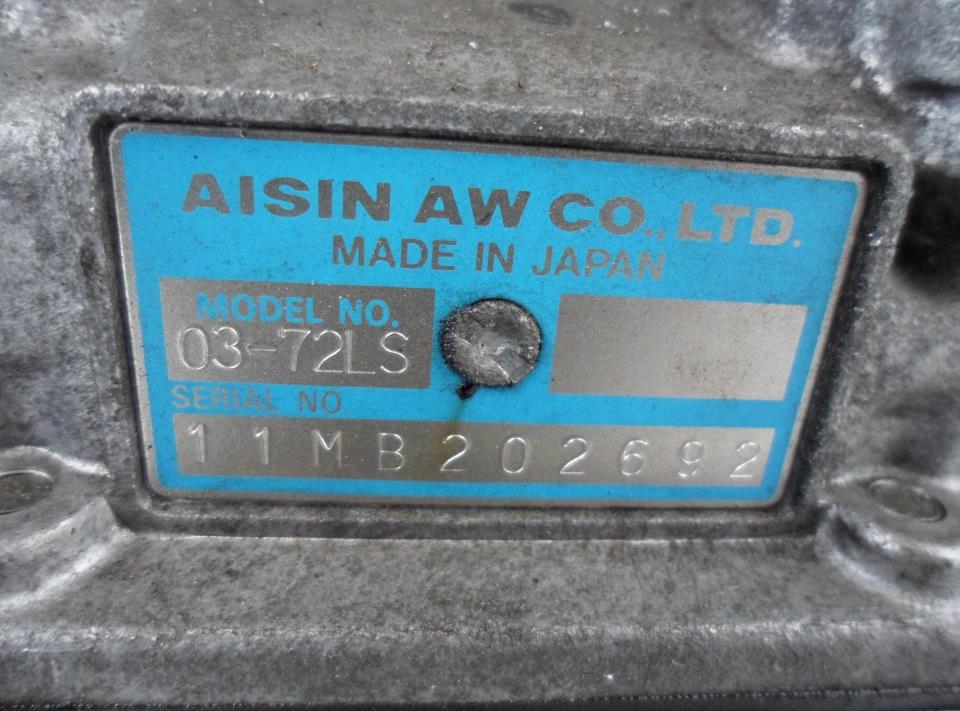 AISIN AW CO., LTD.
MADE IN JAPAN
MODEL NO.
03-72LS
SERIAL NO.
11MB202692